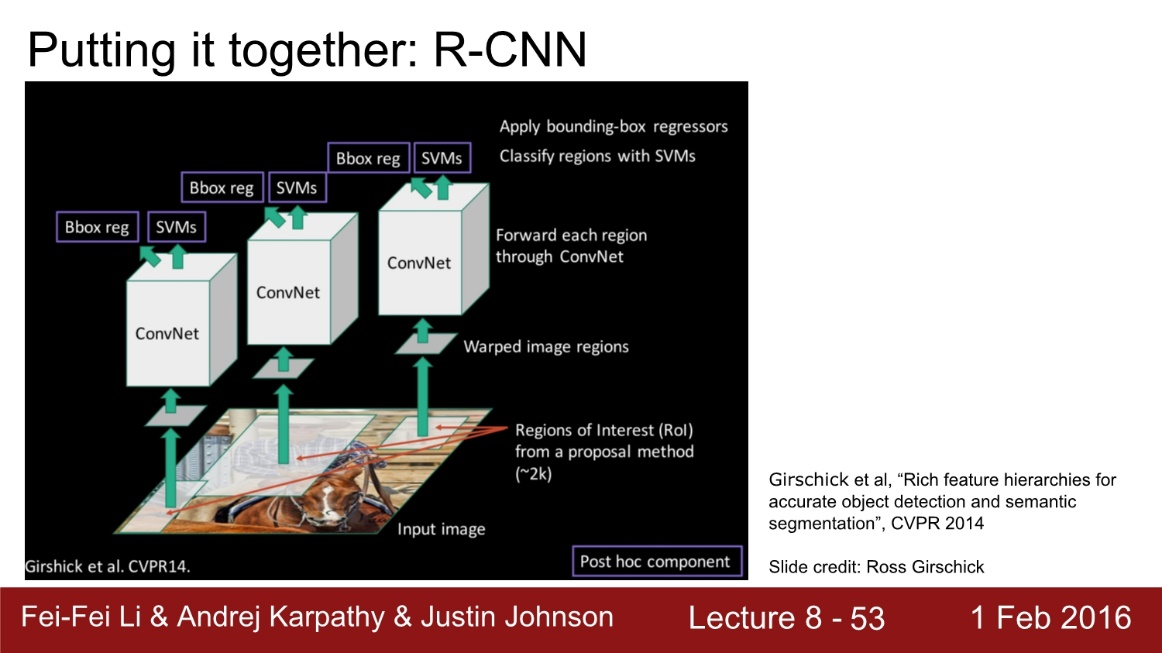 Putting it together: R-CNN
Apply bounding-box regressors
Bbox reg SVMs Classify regions with SVMs
Bbox reg SVMs
Bbox reg SVMs
Forward each region
through ConvNet
ConvNet
ConvNet
ConvNet
Warped image regions
Regions of Interest (RoI)
from a proposal method
(~2k)
Input image
Post hoc component
Girshick et al. CVPR14.
Girschick et al, “Rich feature hierarchies for
accurate object detection and semantic
segmentation”, CVPR 2014
Slide credit: Ross Girschick
Fei-Fei Li & Andrej Karpathy & Justin Johnson Lecture 8 - 53 1 Feb 2016